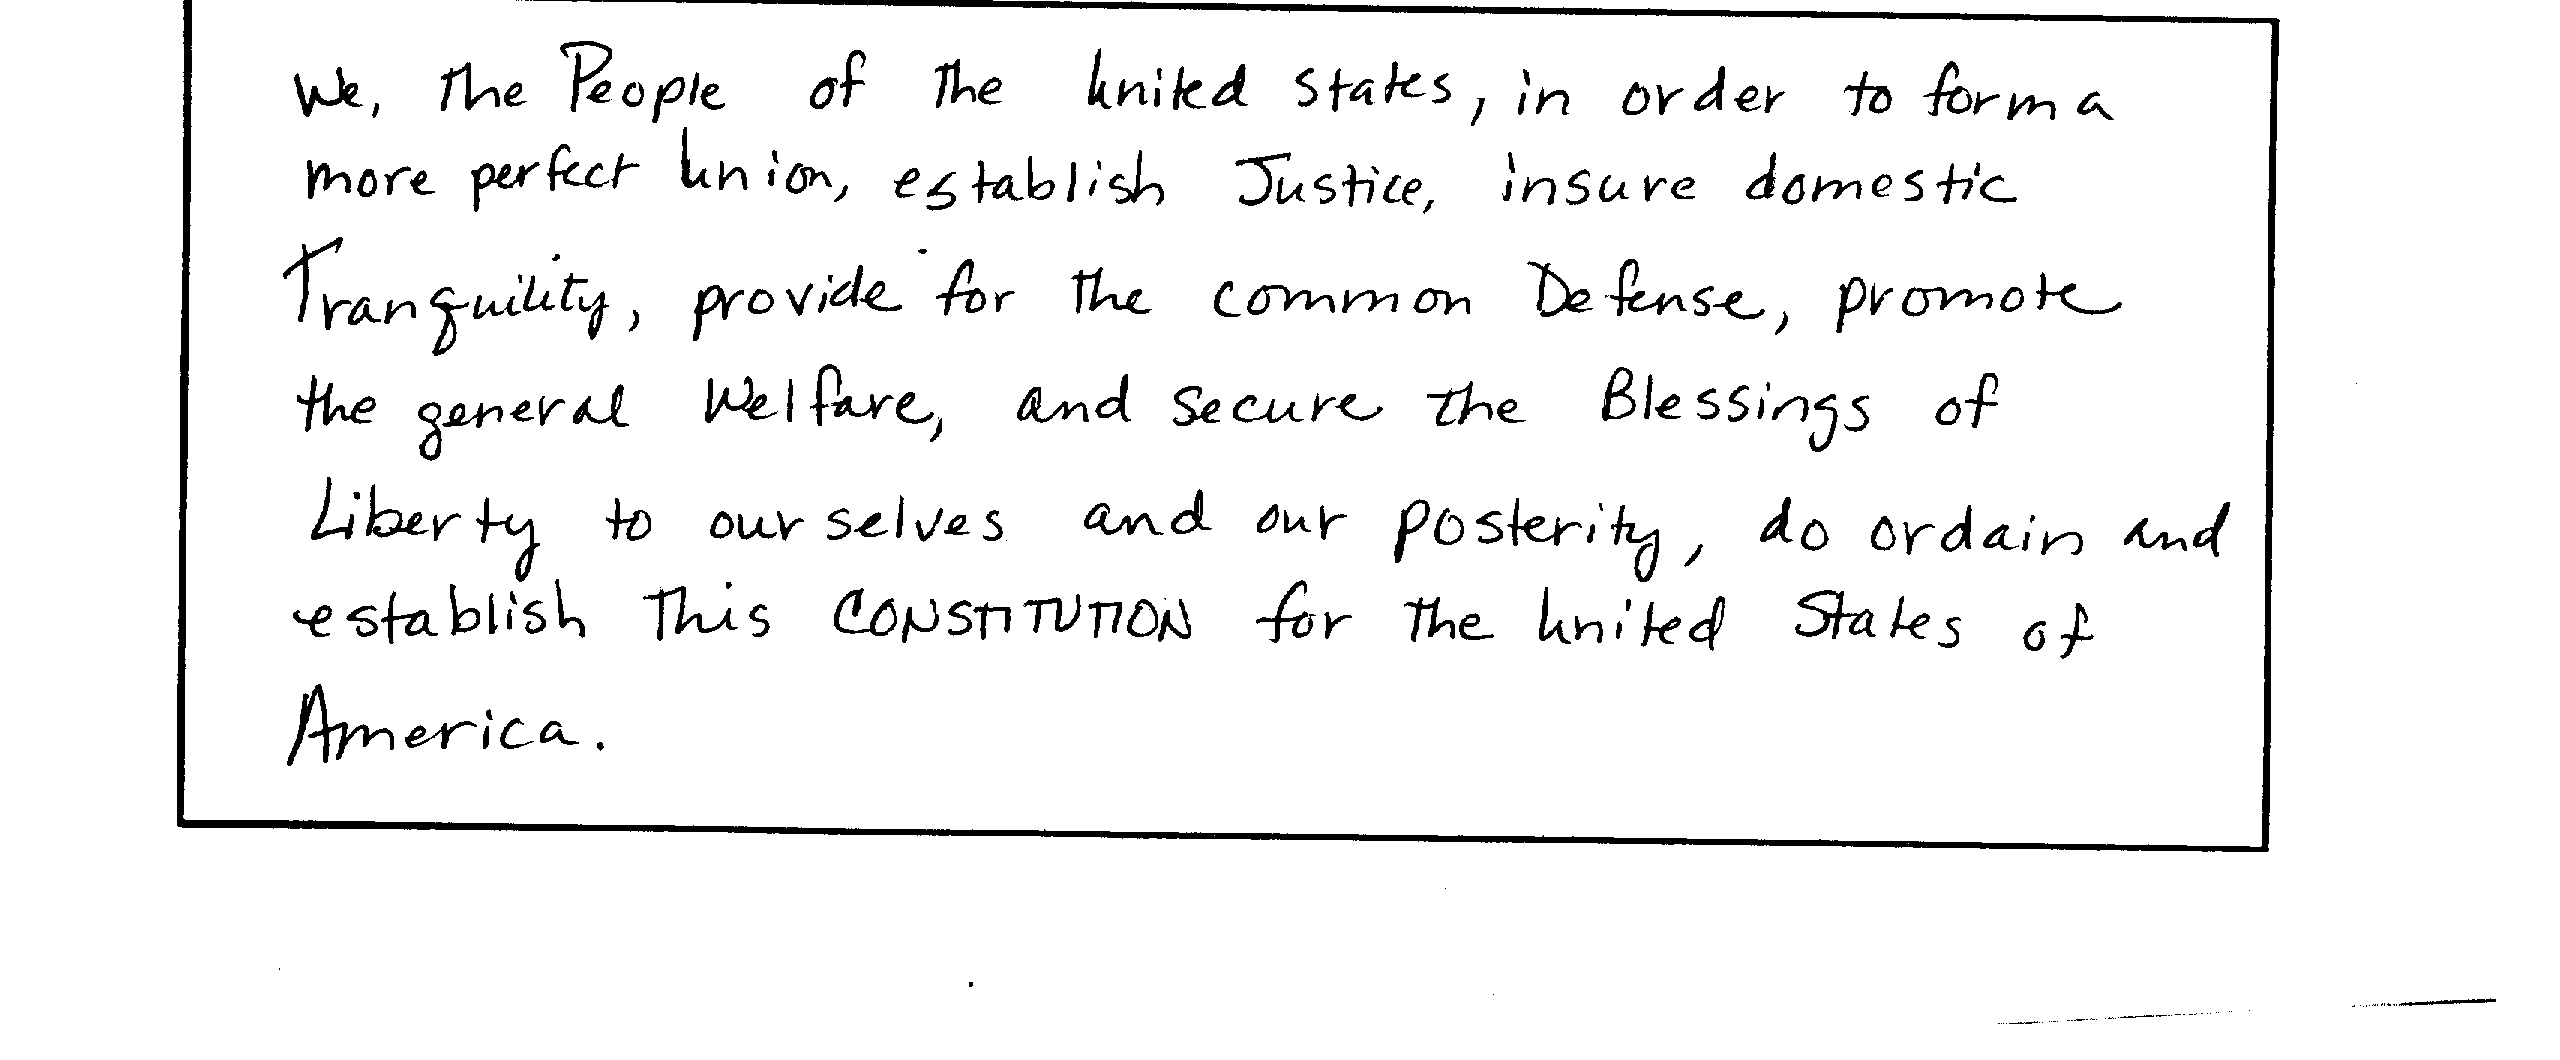 We, the People of the United States, in order to form a
more perfect Union, establish Justice, insure domestic
Tranquility, provide for the common Defense, promote
the general Welfare, and secure the Blessings of
Liberty to ourselves and our posterity, do ordain and
establish this CONSTITUTION for the United States of
America.